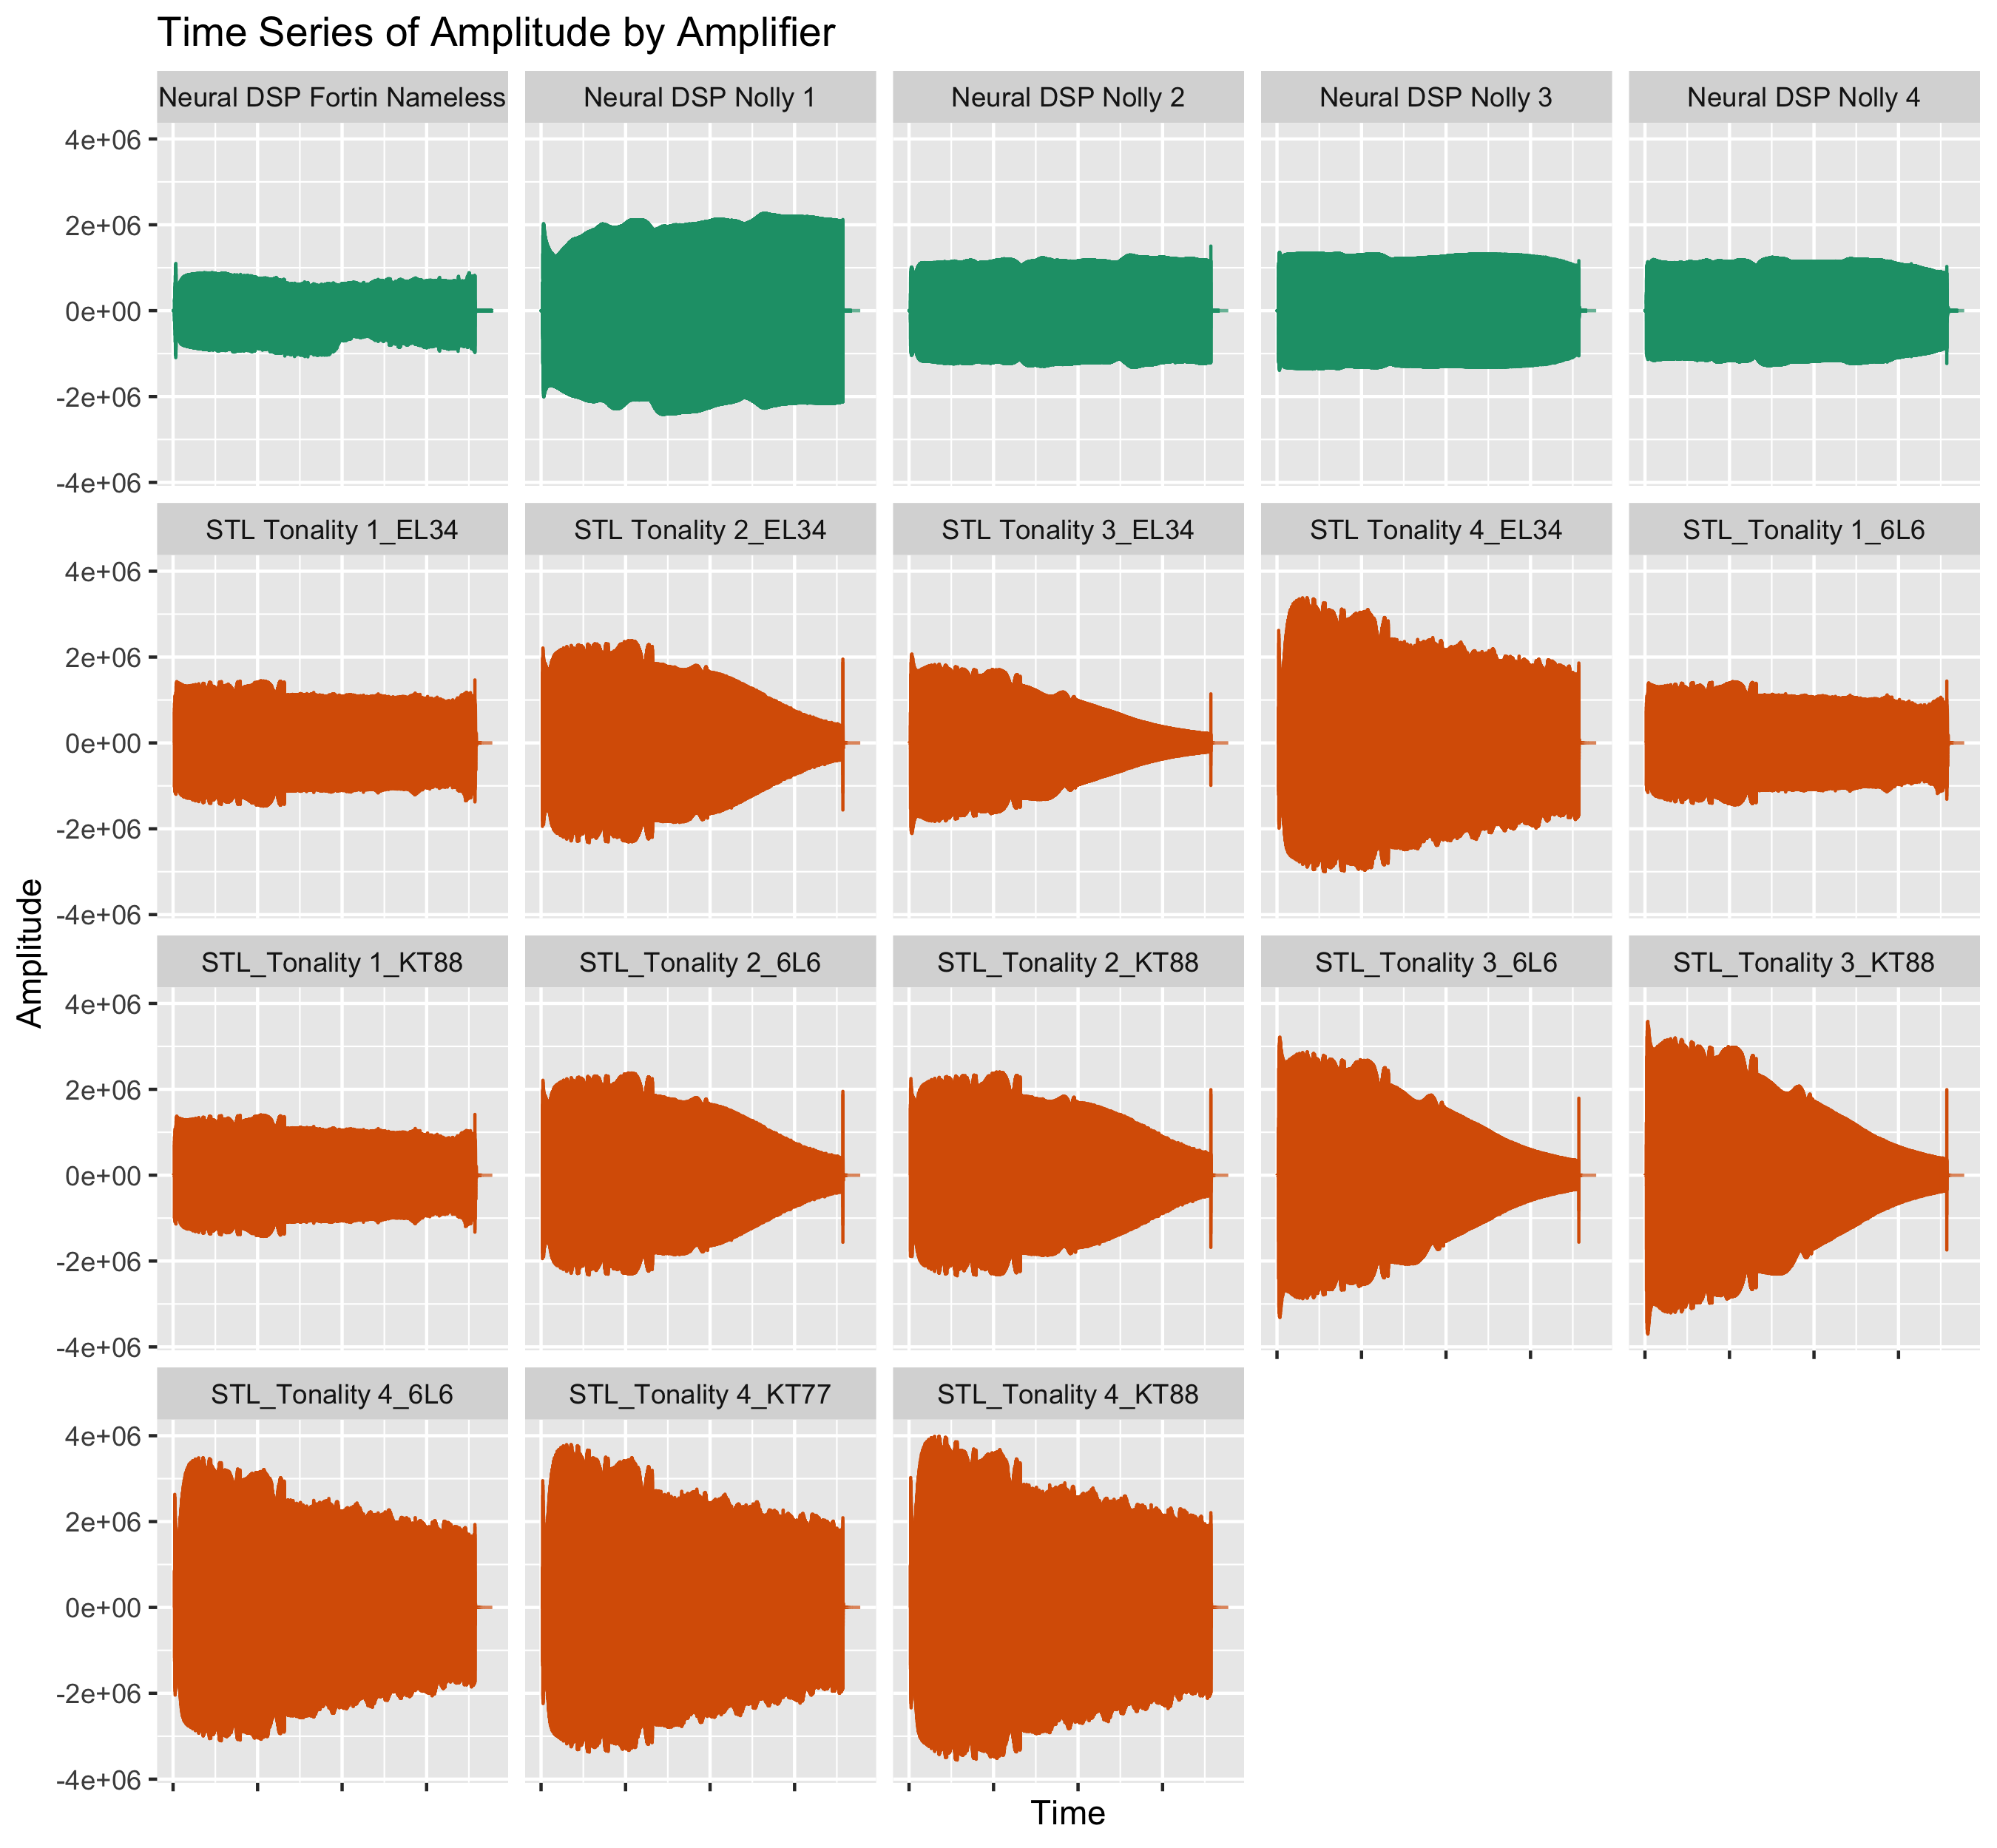 Time Series of Amplitude by Amplifier
Neural DSP Fortin Nameless
Neural DSP Nolly 1
Neural DSP Nolly 2
Neural DSP Nolly 3
Neural DSP Nolly 4
4e+06
2e+06
0e+00
-2e+06
-4e+06
STL Tonality 1_EL34
STL Tonality 2_EL34
STL Tonality 3_EL34
STL Tonality 4_EL34
STL_Tonality 1_6L6
4e+06
2e+06
0e+00
-2e+06
-4e+06
STL_Tonality 1_KT88
STL_Tonality 2_6L6
STL_Tonality 2_KT88
STL_Tonality 3_6L6
STL_Tonality 3_KT88
4e+06
2e+06
0e+00
-2e+06
-4e+06
STL_Tonality 4_6L6
STL_Tonality 4_KT77
STL_Tonality 4_KT88
4e+06
2e+06
0e+00
-2e+06
-4e+06
Amplitude
Time